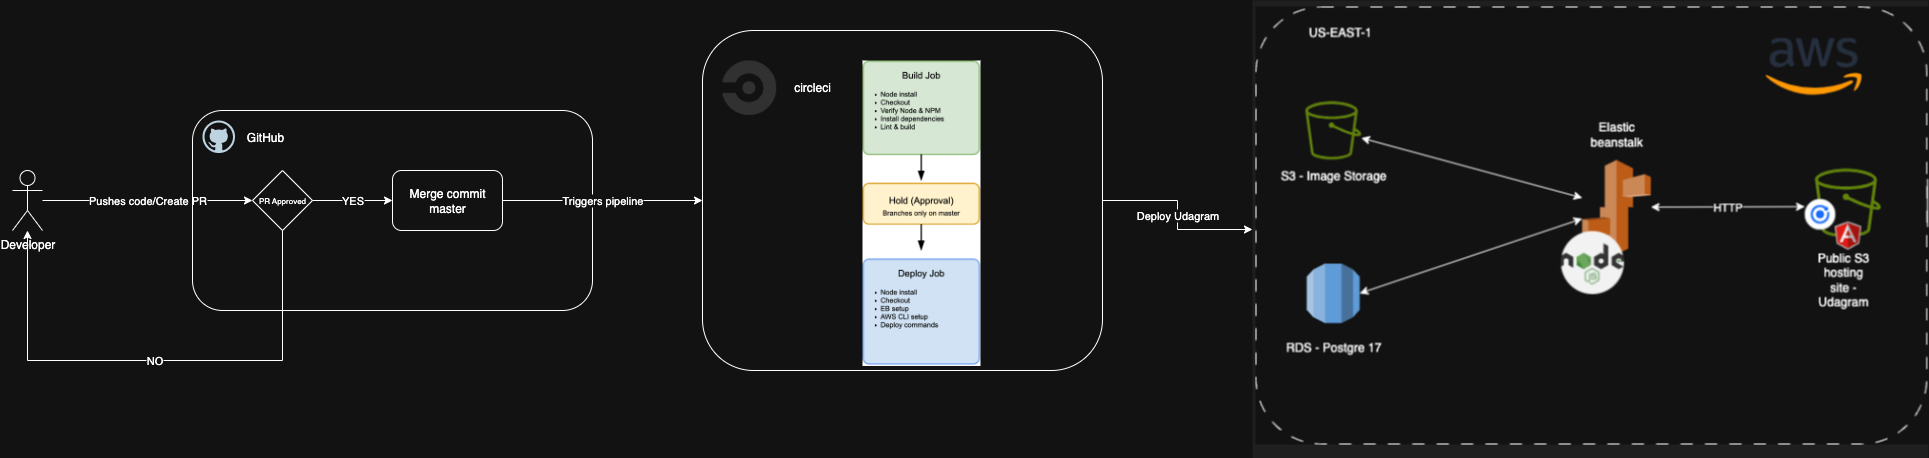 Developer
Pushes code/Create PR
GitHub
PR Approved
YES
NO
Merge commit
master
Triggers pipeline
circleci
Build Job
• Node install
• Checkout
• Verify Node & NPM
• Install dependencies
• Lint & build
Hold (Approval)
Branches only on master
Deploy Job
• Node install
• Checkout
• EB setup
• AWS CLI setup
• Deploy commands
Deploy Udagram
US-EAST-1
aws
S3 - Image Storage
RDS - Postgre 17
Elastic
beanstalk
node
JS
HTTP
Public S3
hosting
site -
Udagram